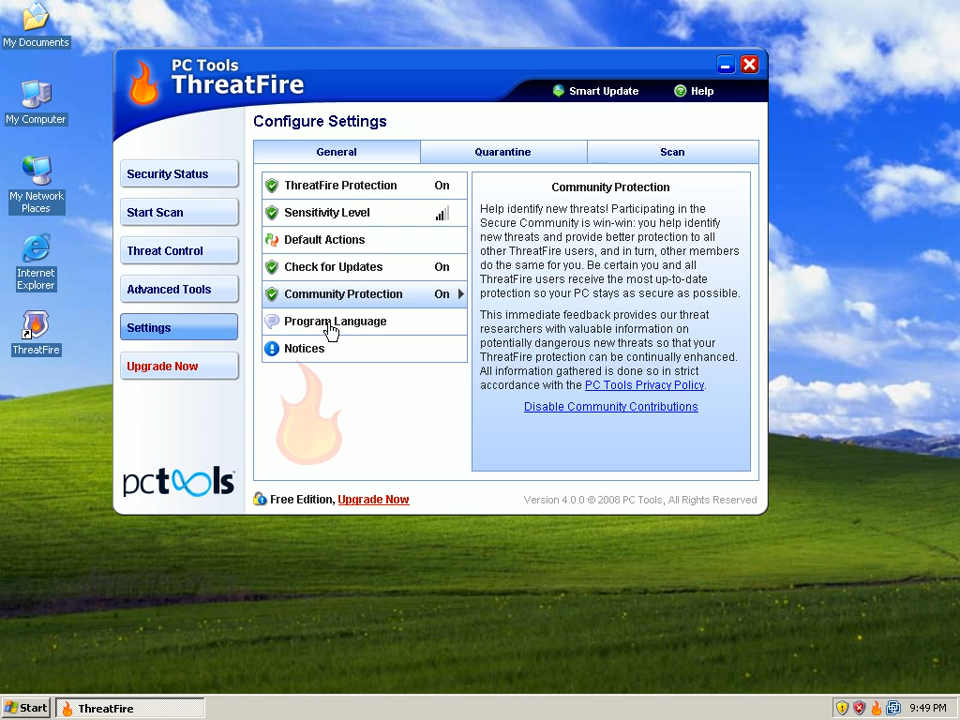 My Documents
My Computer
My Network
Places
Internet
Explorer
ThreatFire
PC Tools
ThreatFire
Smart Update
Help
Security Status
Start Scan
Threat Control
Advanced Tools
Settings
Upgrade Now
pctools
Configure Settings
General
Quarantine
Scan
ThreatFire Protection On
Sensitivity Level
Default Actions
Check for Updates On
Community Protection On
Program Language
Notices
Community Protection
Help identify new threats! Participating in the
Secure Community is win-win: you help identify
new threats and provide better protection to all
other ThreatFire users, and in turn, other members
do the same for you. Be certain you and all
ThreatFire users receive the most up-to-date
protection so your PC stays as secure as possible.
This immediate feedback provides our threat
researchers with valuable information on
potentially dangerous new threats so that your
ThreatFire protection can be continually enhanced.
All information gathered is done so in strict
accordance with the PC Tools Privacy Policy.
Disable Community Contributions
Free Edition, Upgrade Now
Version 4.0.0 © 2008 PC Tools, All Rights Reserved
Start
ThreatFire
9:49 PM